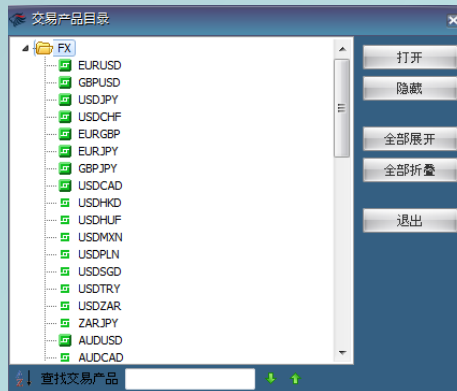 交易产品目录
FX
EURUSD
GBPUSD
USDJPY
USDCHF
EURGBP
EURJPY
GBPJPY
USDCAD
USDHKD
USDHUF
USDMXN
USDPLN
USDSGD
USDTRY
USDZAR
ZARJPY
AUDUSD
AUDCAD
打开
隐藏
全部展开
全部折叠
退出
查找交易产品